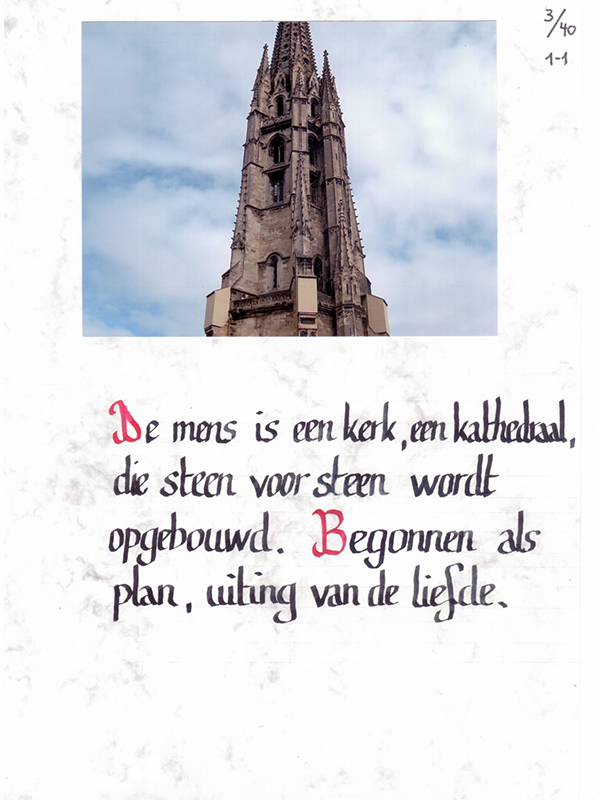 3/40
1-1
De mens is een kerk, een kathedraal,
die steen voor steen wordt
opgebouwd. Begonnen als
plan, uiting van de liefde.